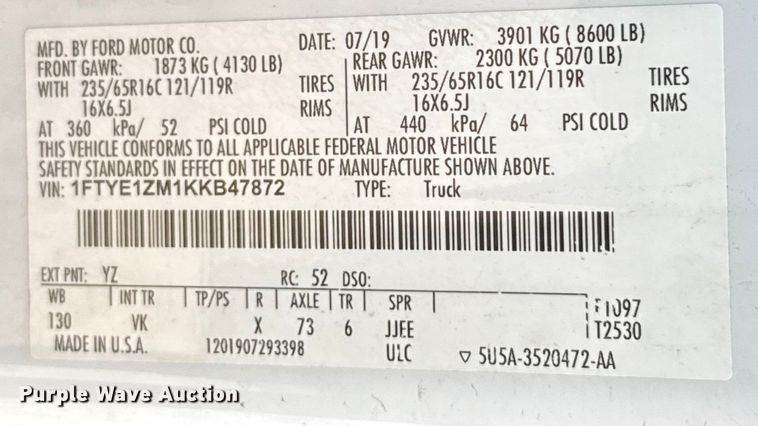 MFD. BY FORD MOTOR CO. DATE: 07/19 GVWR: 3901 KG ( 8600 LB)
FRONT GAWR: 1873 KG ( 4130 LB) REAR GAWR: 2300 KG ( 5070 LB)
WITH 235/65R16C 121/119R TIRES WITH 235/65R16C 121/119R TIRES
16X6.5J RIMS 16X6.5J RIMS
AT 360 kPa/ 52 PSI COLD AT 440 kPa/ 64 PSI COLD
THIS VEHICLE CONFORMS TO ALL APPLICABLE FEDERAL MOTOR VEHICLE
SAFETY STANDARDS IN EFFECT ON THE DATE OF MANUFACTURE SHOWN ABOVE.
VIN: 1FTYE1ZM1KKB47872 TYPE: Truck
EXT PNT: YZ RC: 52 DSO:
WB INT TR TP/PS R AXLE TR SPR F1097
130 VK X 73 6 JJEE T2530
MADE IN U.S.A. 1201907293398 ULC ▽ 5U5A-3520472-AA
Purple Wave Auction